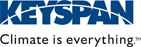 KEYSPAN
Climate is everything.™